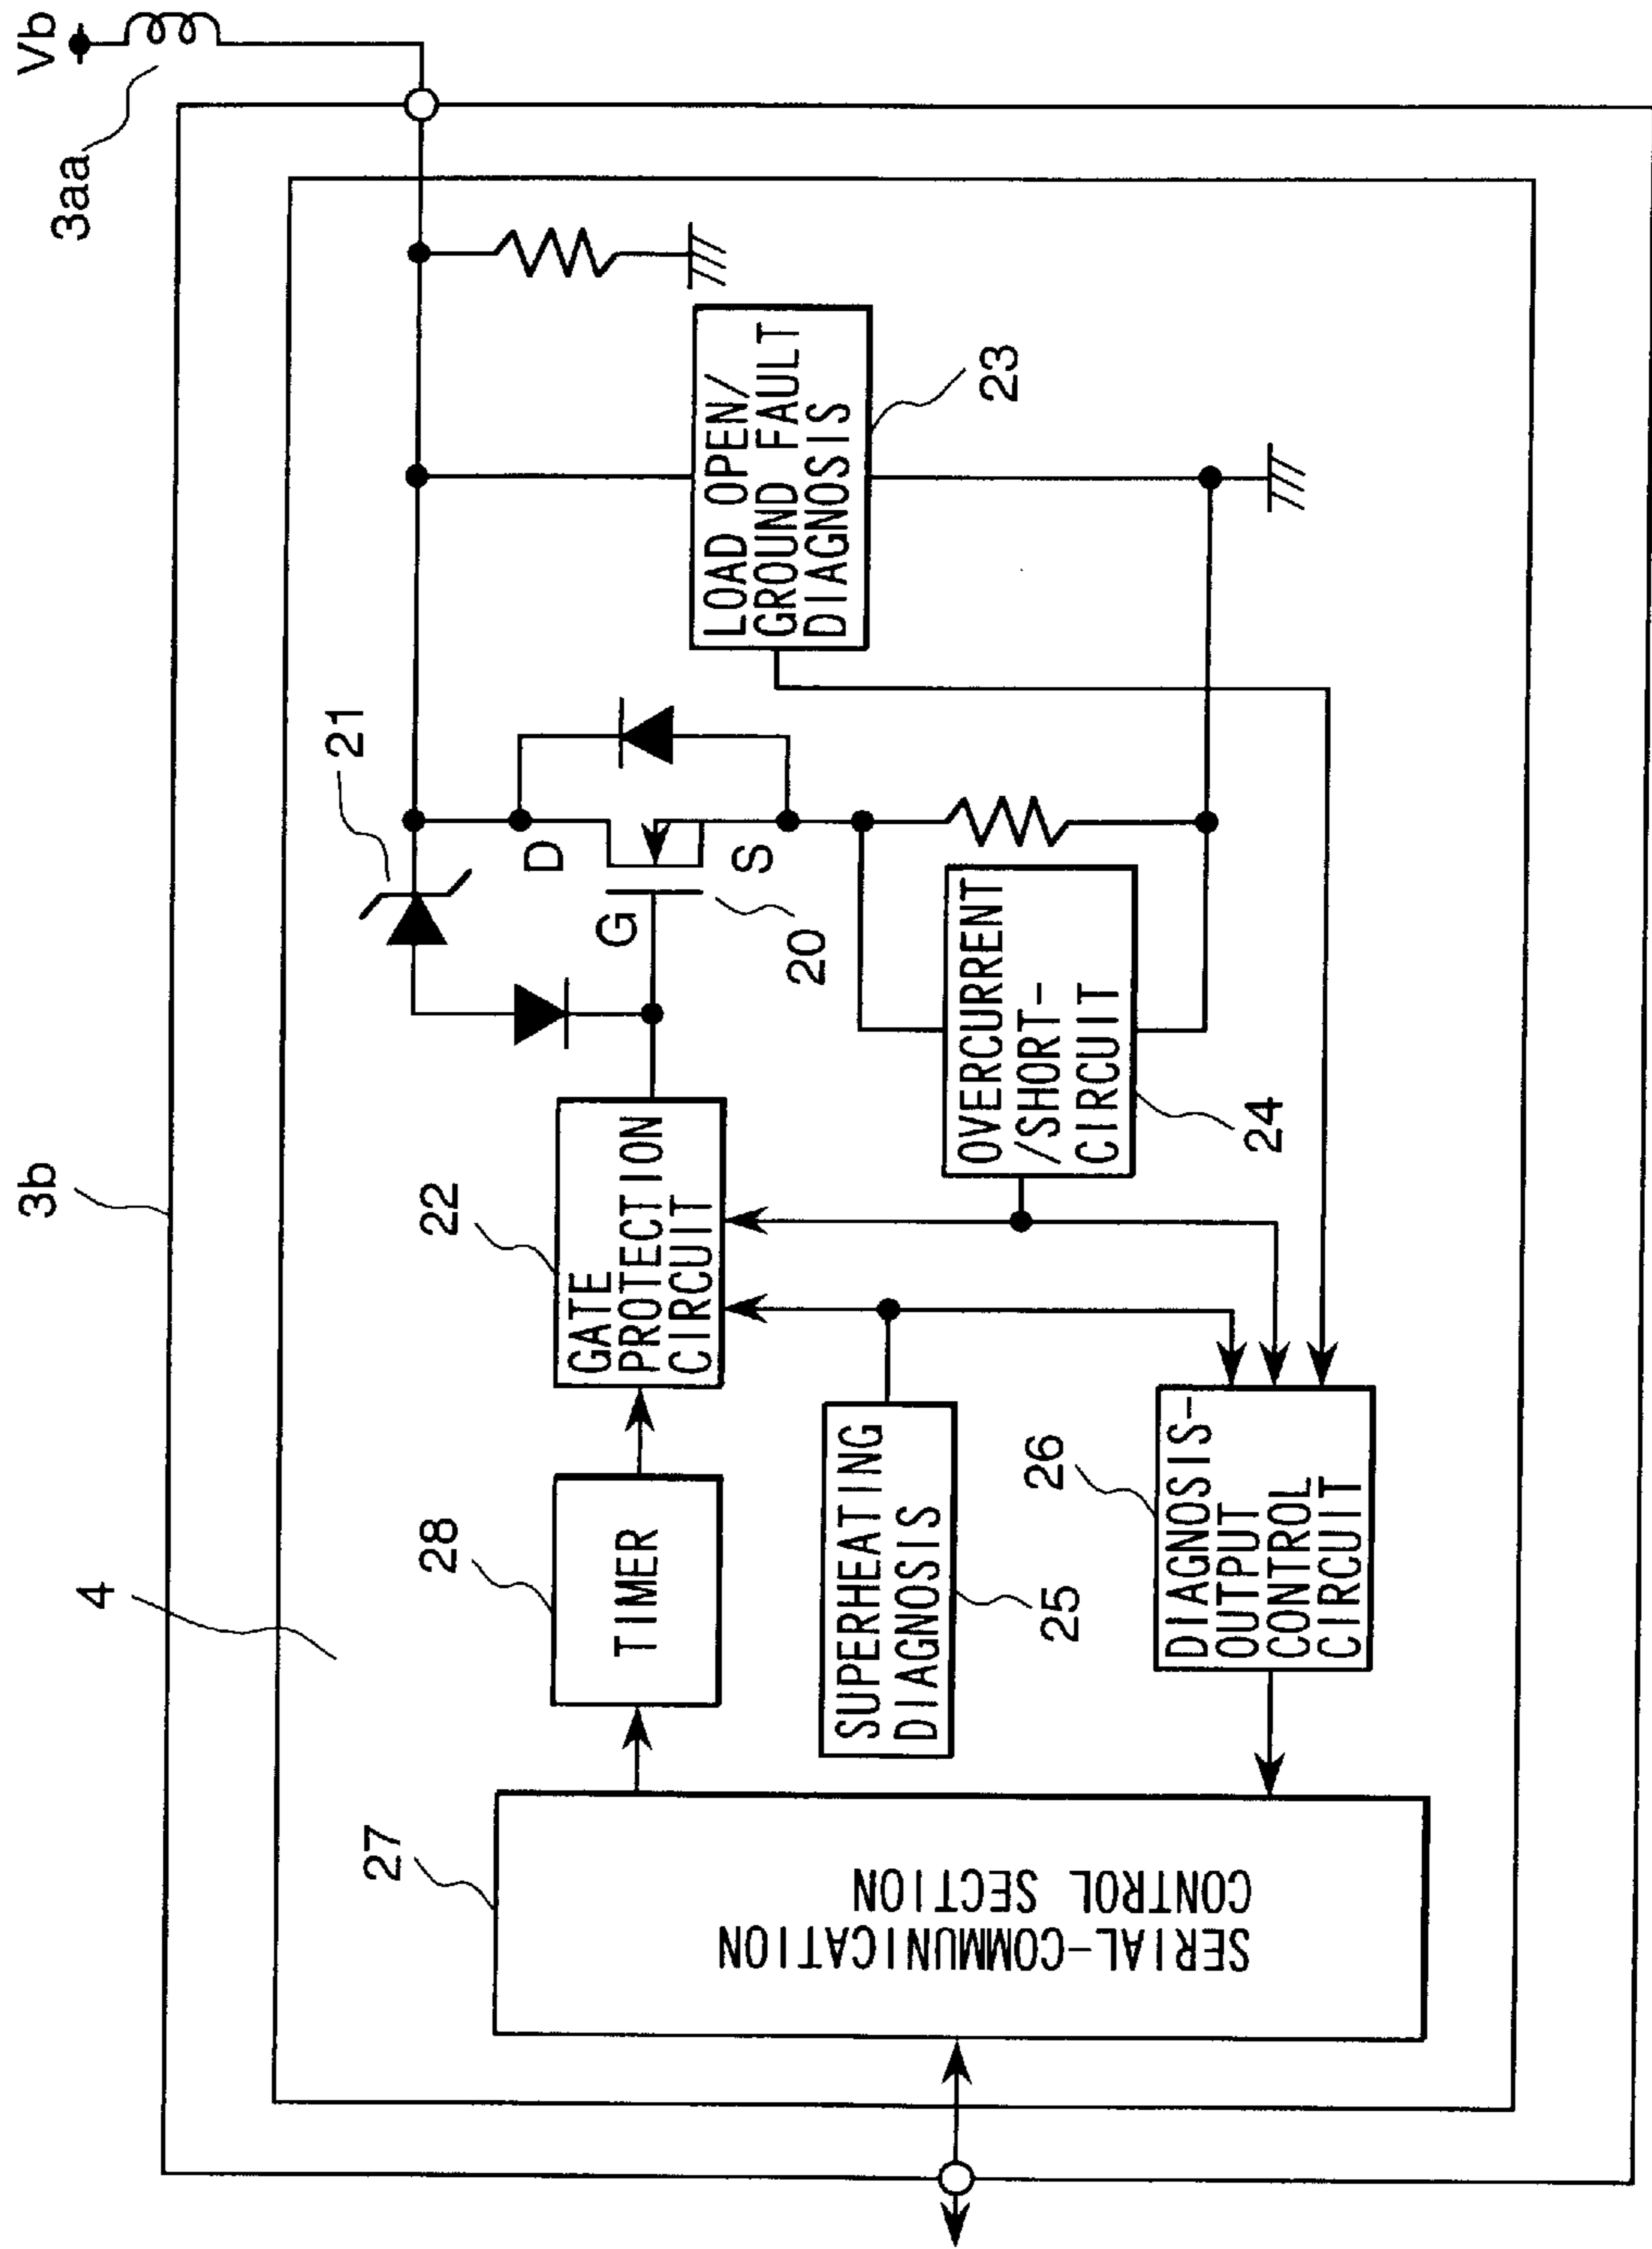 Vb
3aa
3b
4
21
D
G
S
20
22
GATE
PROTECTION
CIRCUIT
28
TIMER
27
SERIAL-COMMUNICATION
CONTROL SECTION
LOAD OPEN/
GROUND FAULT
DIAGNOSIS
23
OVERCURRENT
/SHORT-
CIRCUIT
24
SUPERHEATING
DIAGNOSIS
25
26
DIAGNOSIS-
OUTPUT
CONTROL
CIRCUIT